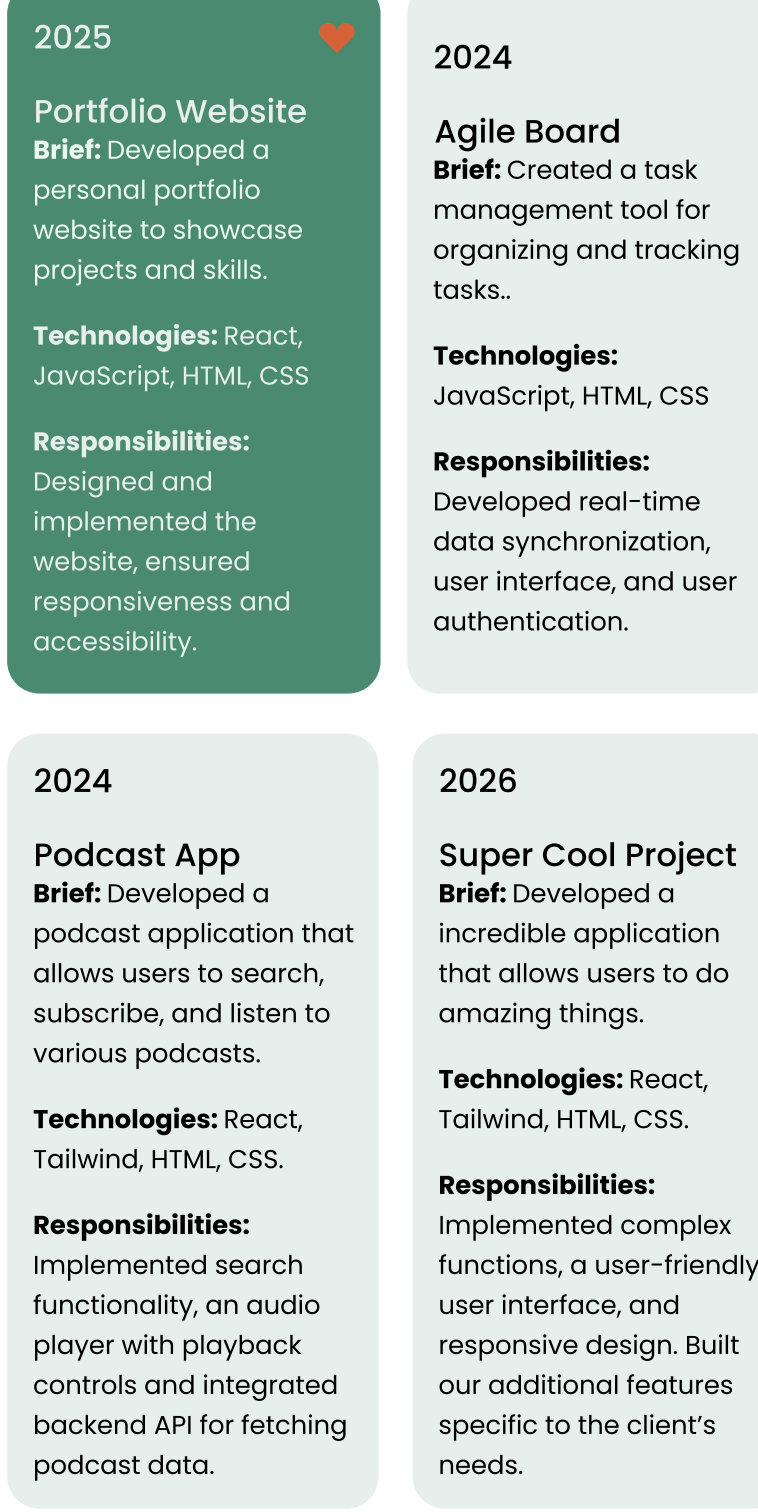 2025
Portfolio Website
Brief: Developed a
personal portfolio
website to showcase
projects and skills.
Technologies: React,
JavaScript, HTML, CSS
Responsibilities:
Designed and
implemented the
website, ensured
responsiveness and
accessibility.
2024
Agile Board
Brief: Created a task
management tool for
organizing and tracking
tasks..
Technologies:
JavaScript, HTML, CSS
Responsibilities:
Developed real-time
data synchronization,
user interface, and user
authentication.
2024
Podcast App
Brief: Developed a
podcast application that
allows users to search,
subscribe, and listen to
various podcasts.
Technologies: React,
Tailwind, HTML, CSS.
Responsibilities:
Implemented search
functionality, an audio
player with playback
controls and integrated
backend API for fetching
podcast data.
2026
Super Cool Project
Brief: Developed a
incredible application
that allows users to do
amazing things.
Technologies: React,
Tailwind, HTML, CSS.
Responsibilities:
Implemented complex
functions, a user-friendly
user interface, and
responsive design. Built
our additional features
specific to the client’s
needs.